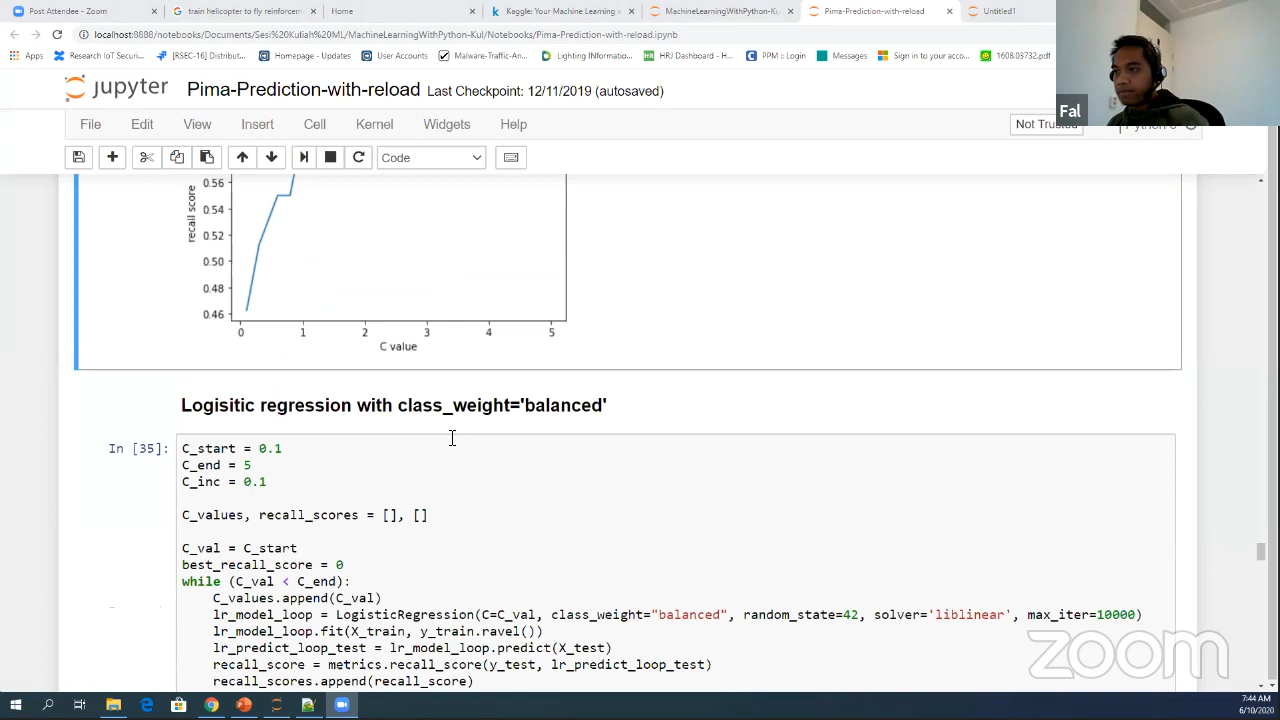 Post Attendee - Zoom
train helicopter to fly reinforcem
Home
Kaggle: Your Machine Learning a
MachineLearningWithPython-Ku
Pima-Prediction-with-reload
Untitled1
localhost:8888/notebooks/Documents/Sesi%20Kuliah%20ML/MachineLearningWithPython-Kul/Notebooks/Pima-Prediction-with-reload.ipynb
Apps
Research IoT Securi...
[RSEC-16] Distribut...
Homepage - Updates
User Accounts
Malware-Traffic-An...
Lighting INformatio...
HRJ Dashboard - H...
PPM :: Login
Messages
Sign in to your acco...
1608.03732.pdf
jupyter Pima-Prediction-with-reload Last Checkpoint: 12/11/2019 (autosaved)
Fal
File Edit View Insert Cell Kernel Widgets Help
Not Trusted
Code
0.56
0.54
0.52
0.50
0.48
0.46
recall score
0 1 2 3 4 5
C value
Logisitic regression with class_weight='balanced'
In [35]:
C_start = 0.1
C_end = 5
C_inc = 0.1
C_values, recall_scores = [], []
C_val = C_start
best_recall_score = 0
while (C_val < C_end):
C_values.append(C_val)
lr_model_loop = LogisticRegression(C=C_val, class_weight="balanced", random_state=42, solver='liblinear', max_iter=10000)
lr_model_loop.fit(X_train, y_train.ravel())
lr_predict_loop_test = lr_model_loop.predict(X_test)
recall_score = metrics.recall_score(y_test, lr_predict_loop_test)
recall_scores.append(recall_score)
zoom
7:44 AM
6/10/2020